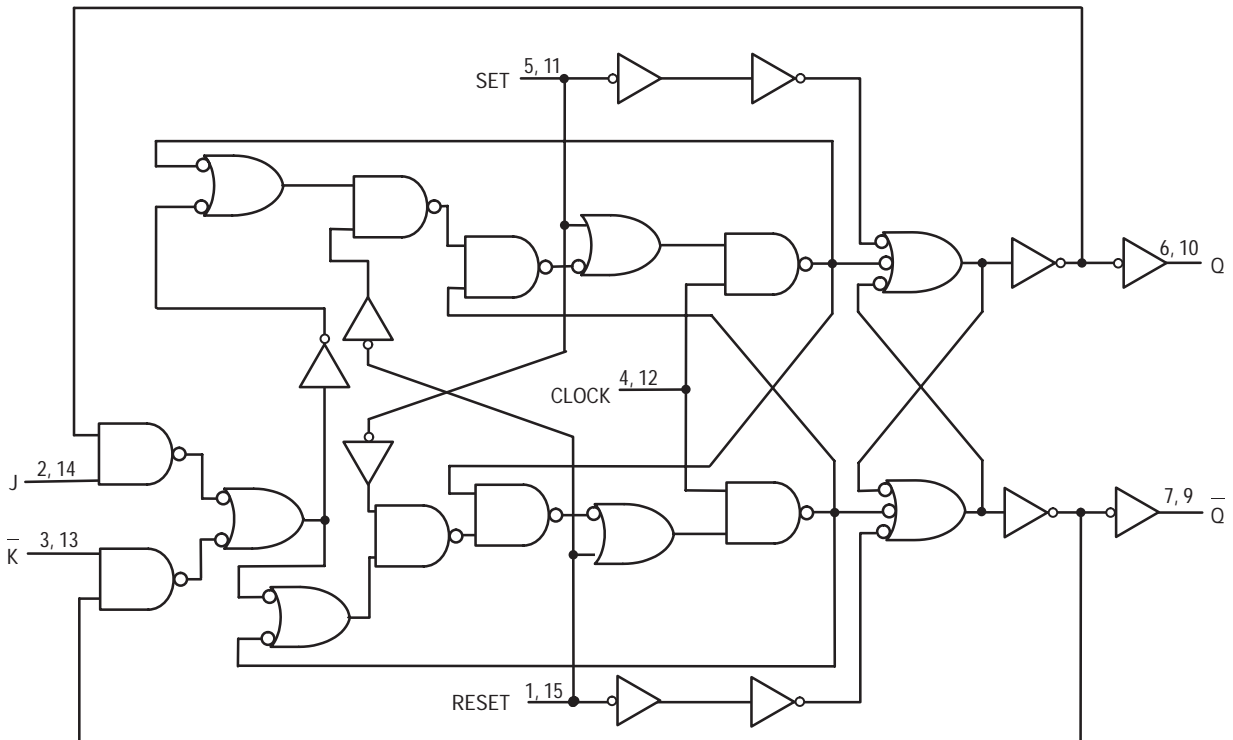 SET 5, 11
6, 10 Q
CLOCK 4, 12
J 2, 14
K̅ 3, 13
7, 9 Q̅
RESET 1, 15